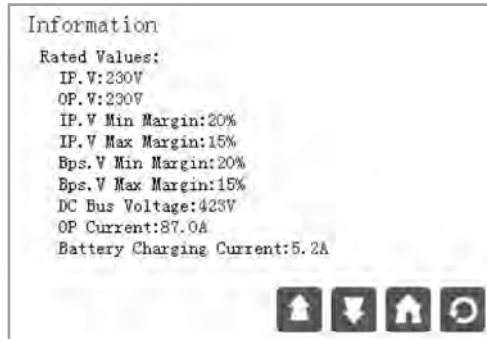 Information
Rated Values:
IP.V:230V
OP.V:230V
IP.V Min Margin:20%
IP.V Max Margin:15%
Bps.V Min Margin:20%
Bps.V Max Margin:15%
DC Bus Voltage:423V
OP Current:87.0A
Battery Charging Current:5.2A